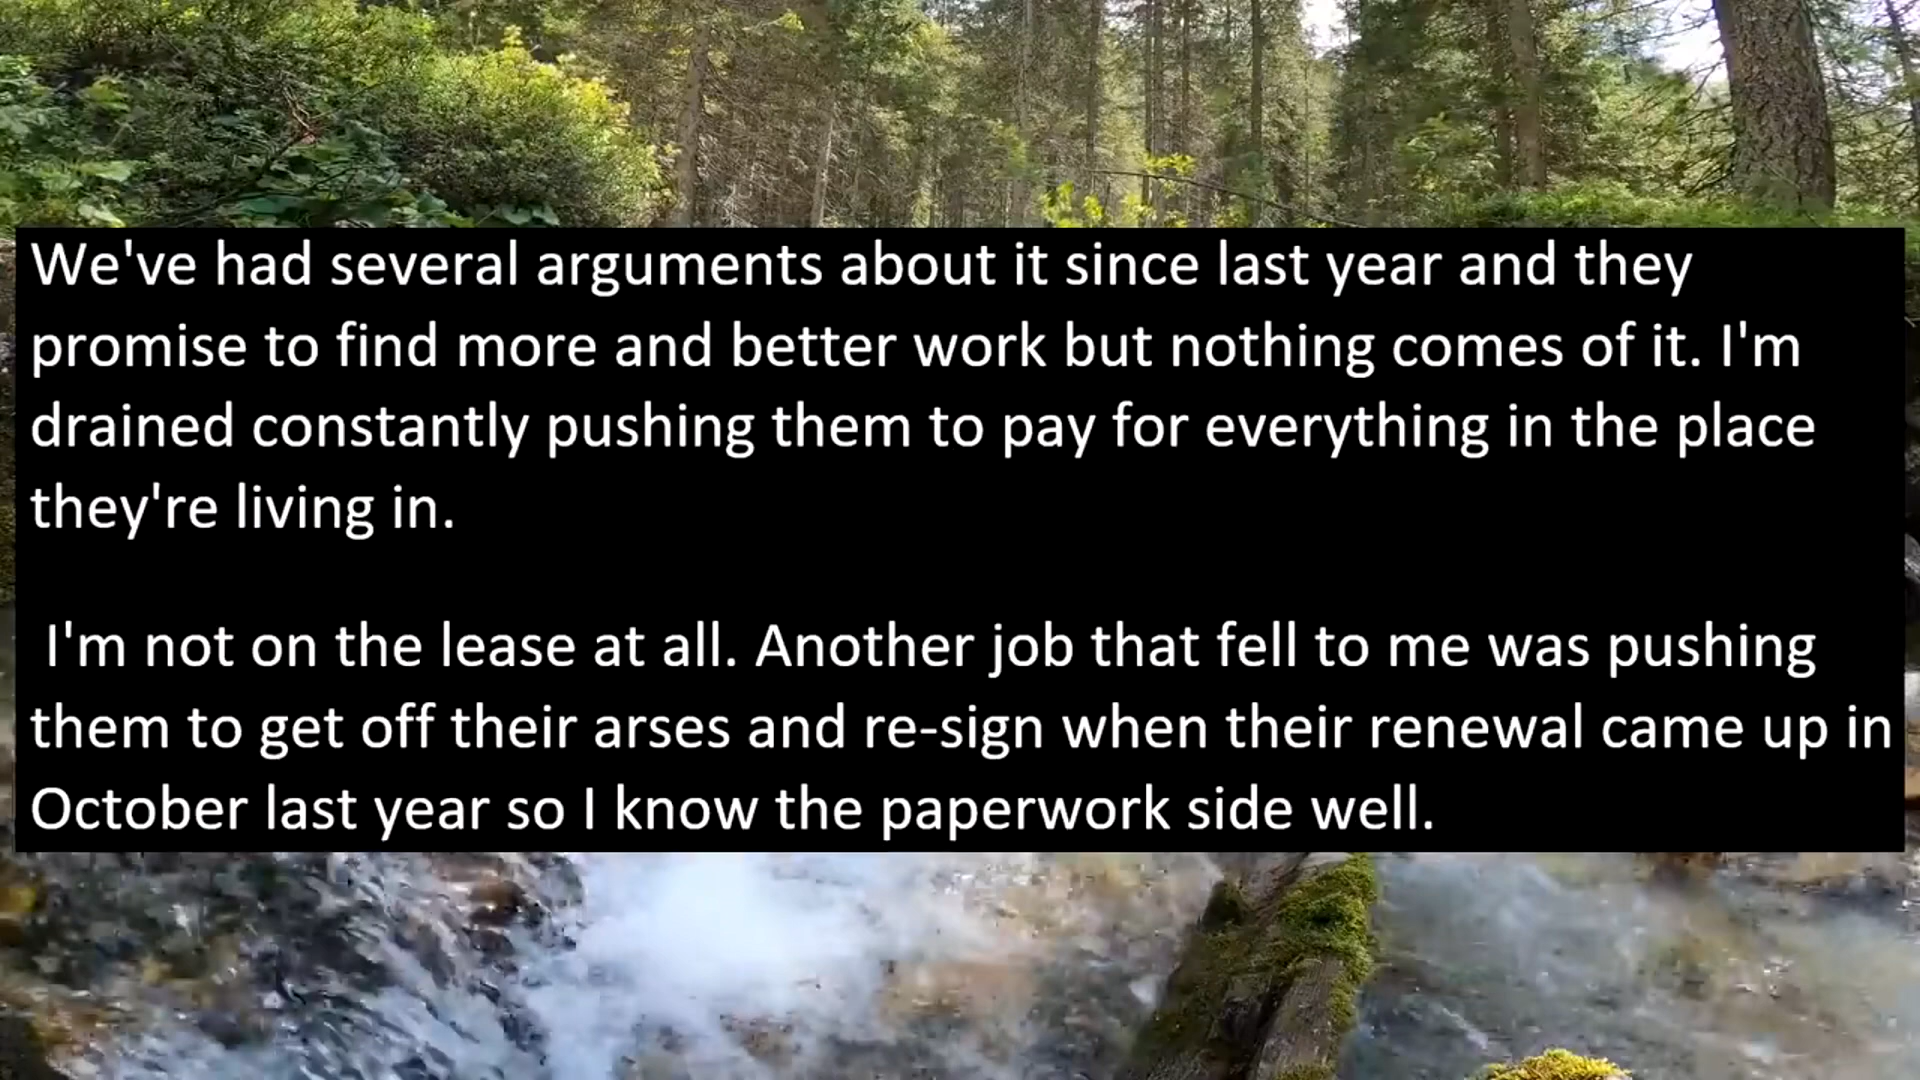 We've had several arguments about it since last year and they
promise to find more and better work but nothing comes of it. I'm
drained constantly pushing them to pay for everything in the place
they're living in.
I'm not on the lease at all. Another job that fell to me was pushing
them to get off their arses and re-sign when their renewal came up in
October last year so I know the paperwork side well.